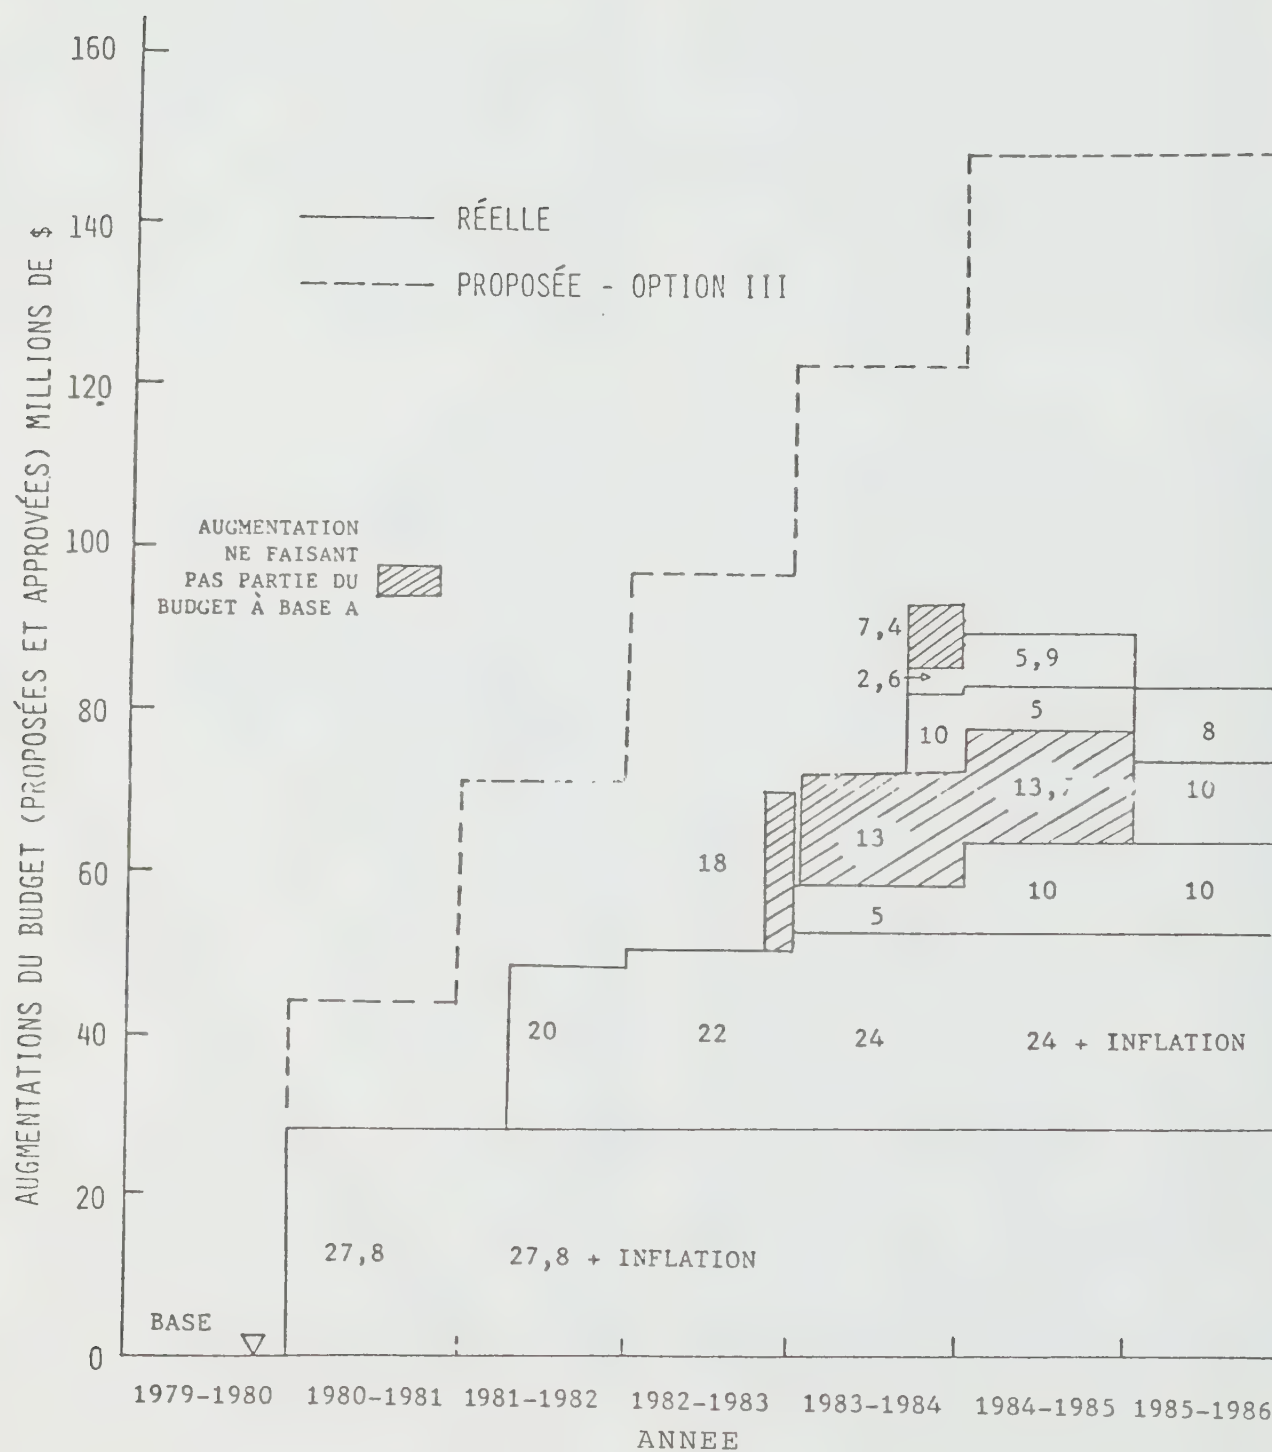 AUGMENTATIONS DU BUDGET (PROPOSÉES ET APPROVÉES) MILLIONS DE $
160
140
120
100
80
60
40
20
0
RÉELLE
PROPOSÉE - OPTION III
AUGMENTATION
NE FAISANT
PAS PARTIE DU
BUDGET À BASE A
7,4
2,6
5,9
5
10
8
13,7
10
18
13
10
10
5
20
22
24
24 + INFLATION
27,8
27,8 + INFLATION
BASE
1979-1980 1980-1981 1981-1982 1982-1983 1983-1984 1984-1985 1985-1986
ANNEE